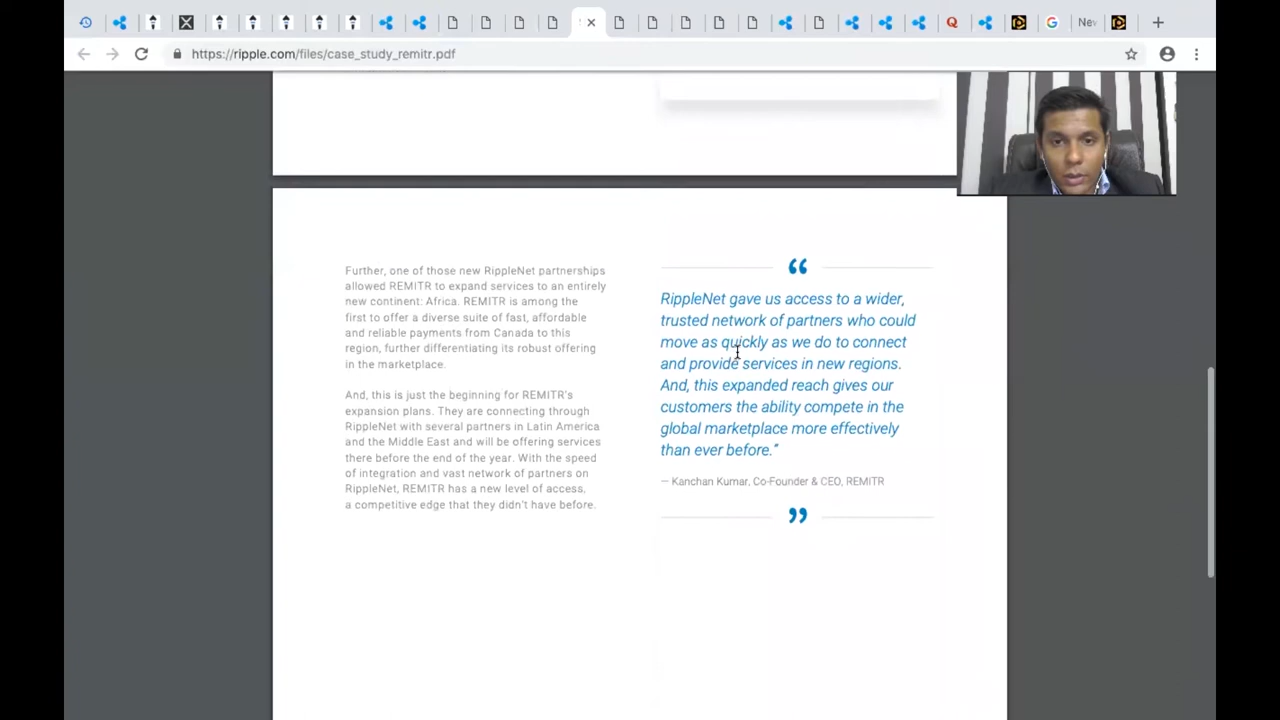 New
https://ripple.com/files/case_study_remitr.pdf
Further, one of those new RippleNet partnerships
allowed REMITR to expand services to an entirely
new continent: Africa. REMITR is among the
first to offer a diverse suite of fast, affordable
and reliable payments from Canada to this
region, further differentiating its robust offering
in the marketplace.
And, this is just the beginning for REMITR's
expansion plans. They are connecting through
RippleNet with several partners in Latin America
and the Middle East and will be offering services
there before the end of the year. With the speed
of integration and vast network of partners on
RippleNet, REMITR has a new level of access,
a competitive edge that they didn't have before.
“
RippleNet gave us access to a wider,
trusted network of partners who could
move as quickly as we do to connect
and provide services in new regions.
And, this expanded reach gives our
customers the ability compete in the
global marketplace more effectively
than ever before.”
— Kanchan Kumar, Co-Founder & CEO, REMITR
”